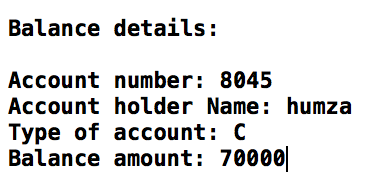 Balance details:
Account number: 8045
Account holder Name: humza
Type of account: C
Balance amount: 70000